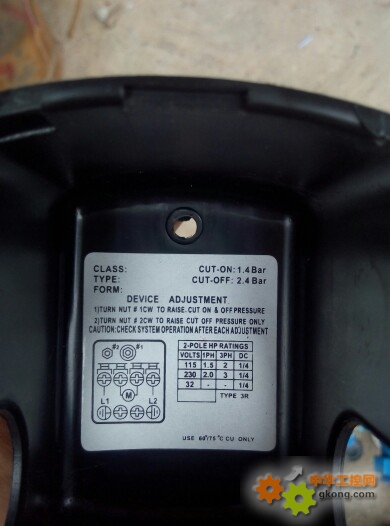 CLASS: CUT-ON: 1.4 Bar
TYPE: CUT-OFF: 2.4 Bar
FORM:
DEVICE ADJUSTMENT
1)TURN NUT # 1CW TO RAISE.CUT ON & OFF PRESSURE
2)TURN NUT # 2CW TO RAISE CUT OFF PRESSURE ONLY
CAUTION:CHECK SYSTEM OPERATION AFTER EACH ADJUSTMENT
#2 #1
M
L1 L2
2-POLE HP RATINGS
VOLTS 1PH 3PH DC
115 1.5 2 1/4
230 2.0 3 1/4
32 - - 1/4
TYPE 3R
USE 60°/75 °C CU ONLY
中华工控网
gkong.com